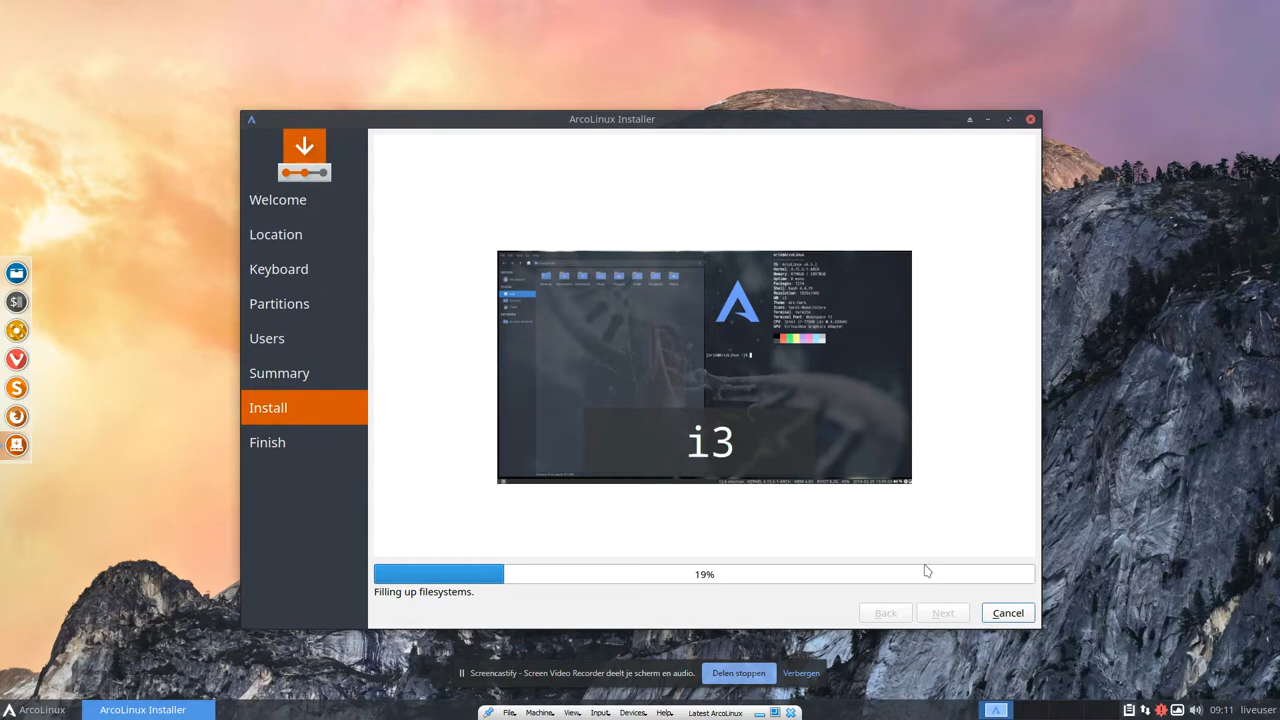 ArcoLinux Installer
Welcome
Location
Keyboard
Partitions
Users
Summary
Install
Finish
i3
19%
Filling up filesystems.
Back
Next
Cancel
Screencastify - Screen Video Recorder deelt je scherm en audio.
Delen stoppen
Verbergen
ArcoLinux
ArcoLinux Installer
File
Machine
View
Input
Devices
Help
Latest ArcoLinux
09:11
liveuser